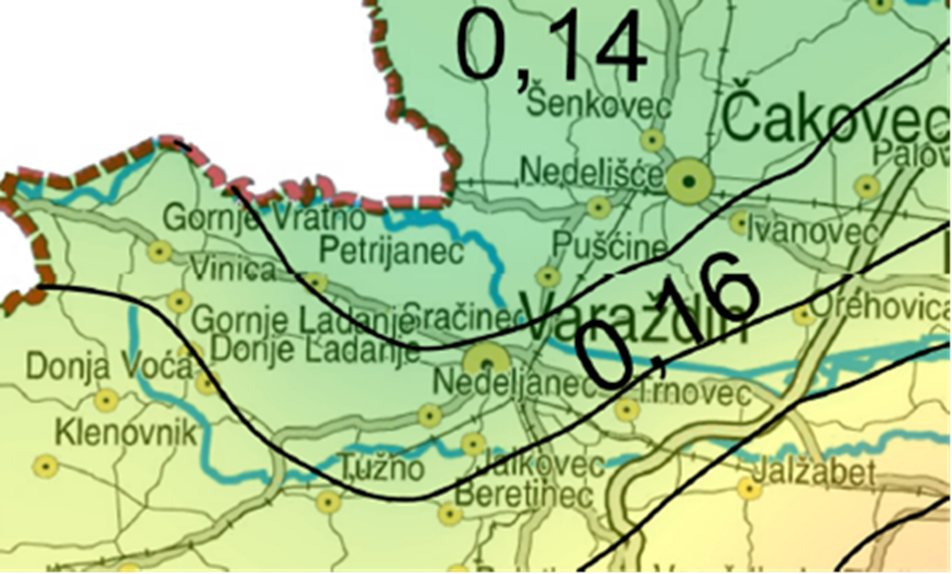 0,14
Šenkovec
Čakovec
Nedelišće
Gornje Vratno
Petrijanec
Pušćine
Ivanovec
Vinica
0,16
Orehovica
Gornje Ladanje
Sračinec
Varaždin
Donje Ladanje
Donja Voća
Nedeljanec
Trnovec
Klenovnik
Tužno
Jalkovec
Jalžabet
Beretinec